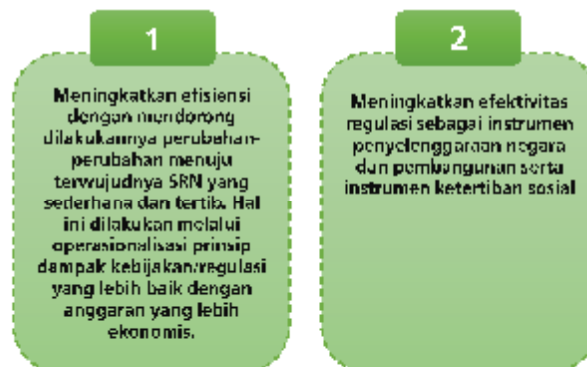 1
Meningkatkan efisiensi
dengan mendorong
dilakukannya perubahan-
perubahan menuju
terwujudnya SRN yang
sederhana dan tertib. Hal
ini dilakukan melalui
operasionalisasi prinsip
dampak kebijakan/regulasi
yang lebih baik dengan
anggaran yang lebih
ekonomis.
2
Meningkatkan efektivitas
regulasi sebagai instrumen
penyelenggaraan negara
dan pembangunan serta
instrumen ketertiban sosial